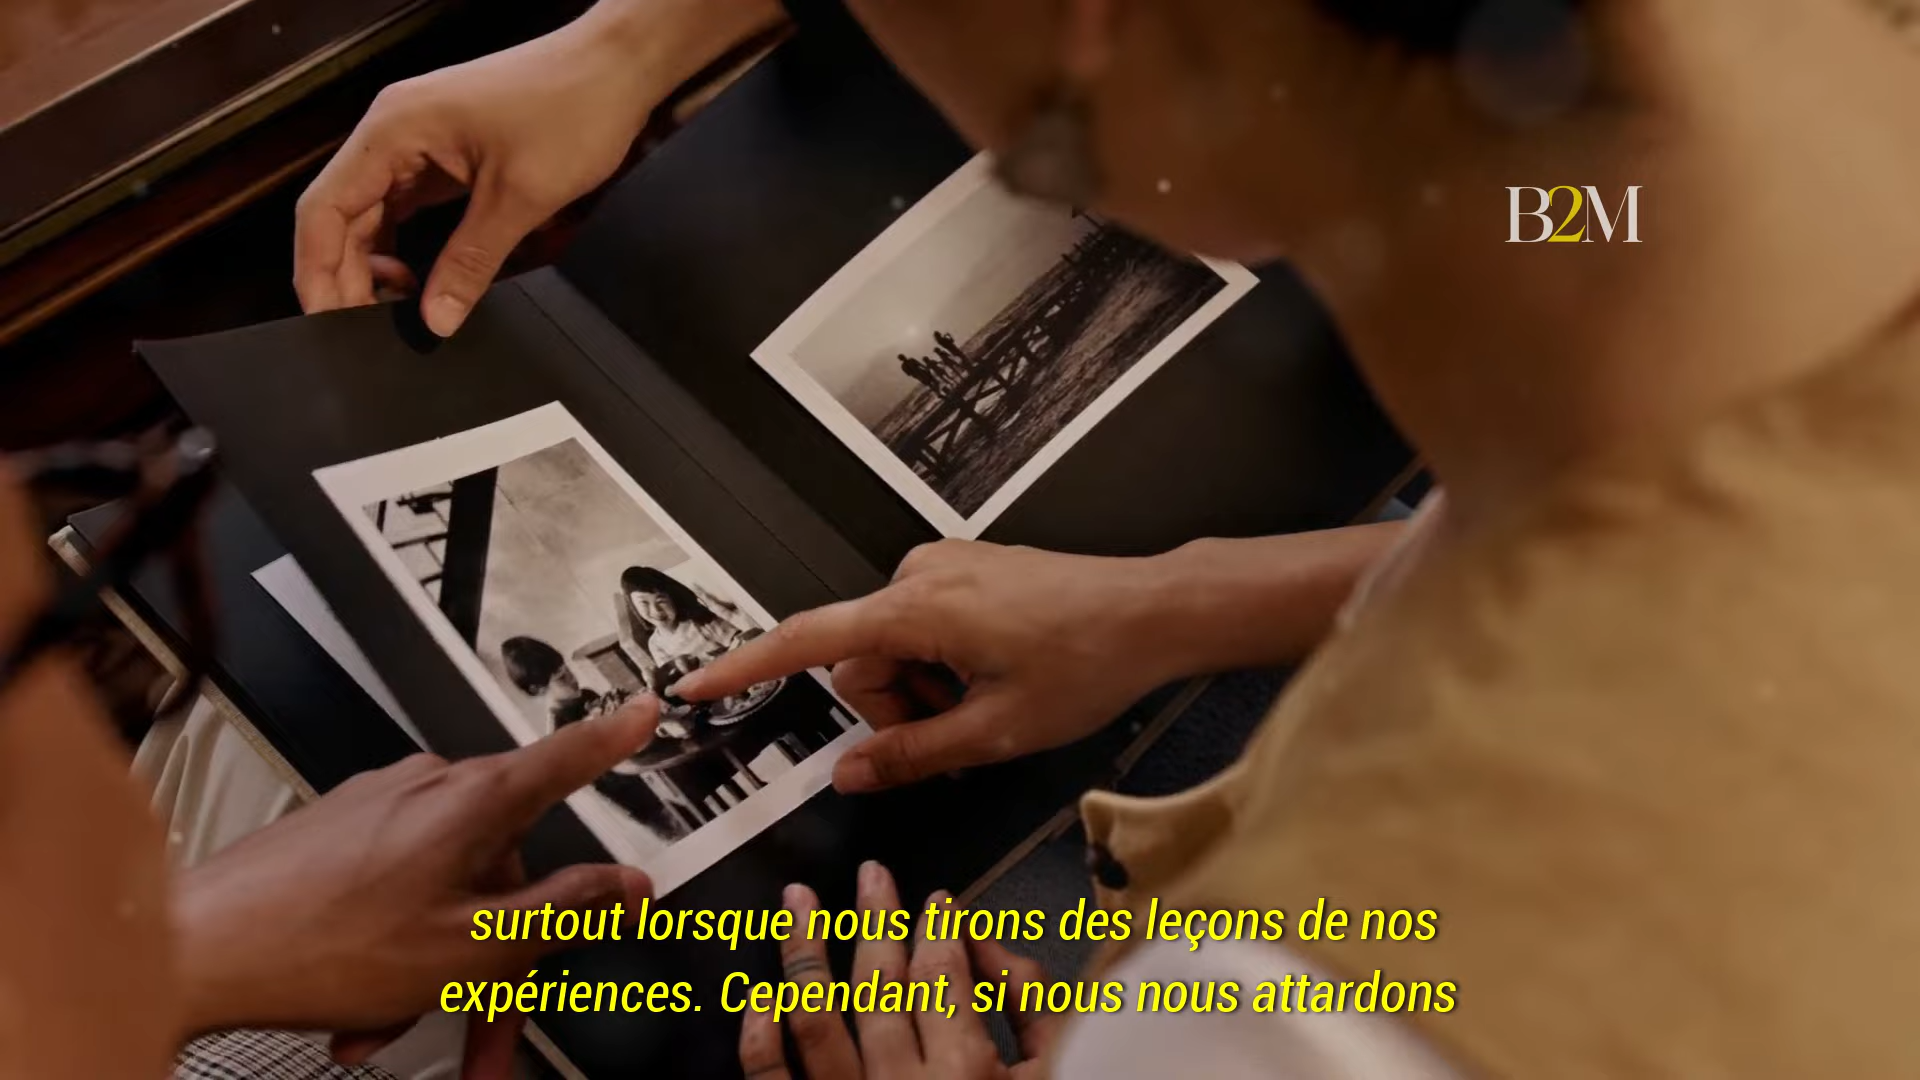 B2M
surtout lorsque nous tirons des leçons de nos
expériences. Cependant, si nous nous attardons